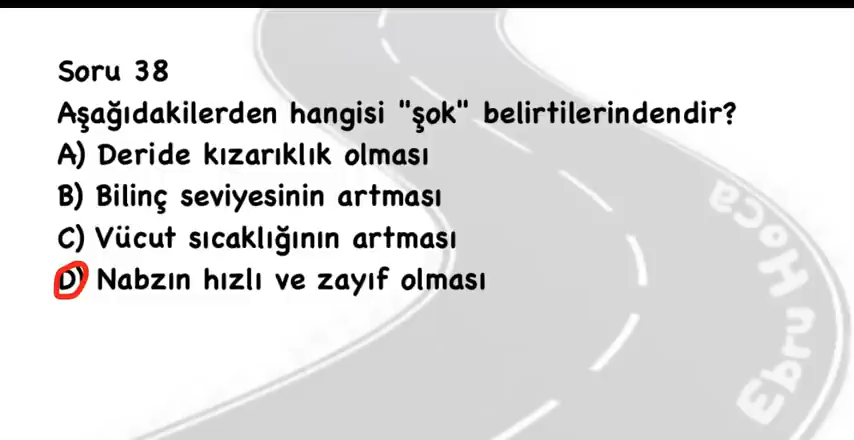 Soru 38
Aşağıdakilerden hangisi "şok" belirtilerindendir?
A) Deride kızarıklık olması
B) Bilinç seviyesinin artması
C) Vücut sıcaklığının artması
D) Nabzın hızlı ve zayıf olması
Ebru Hoca